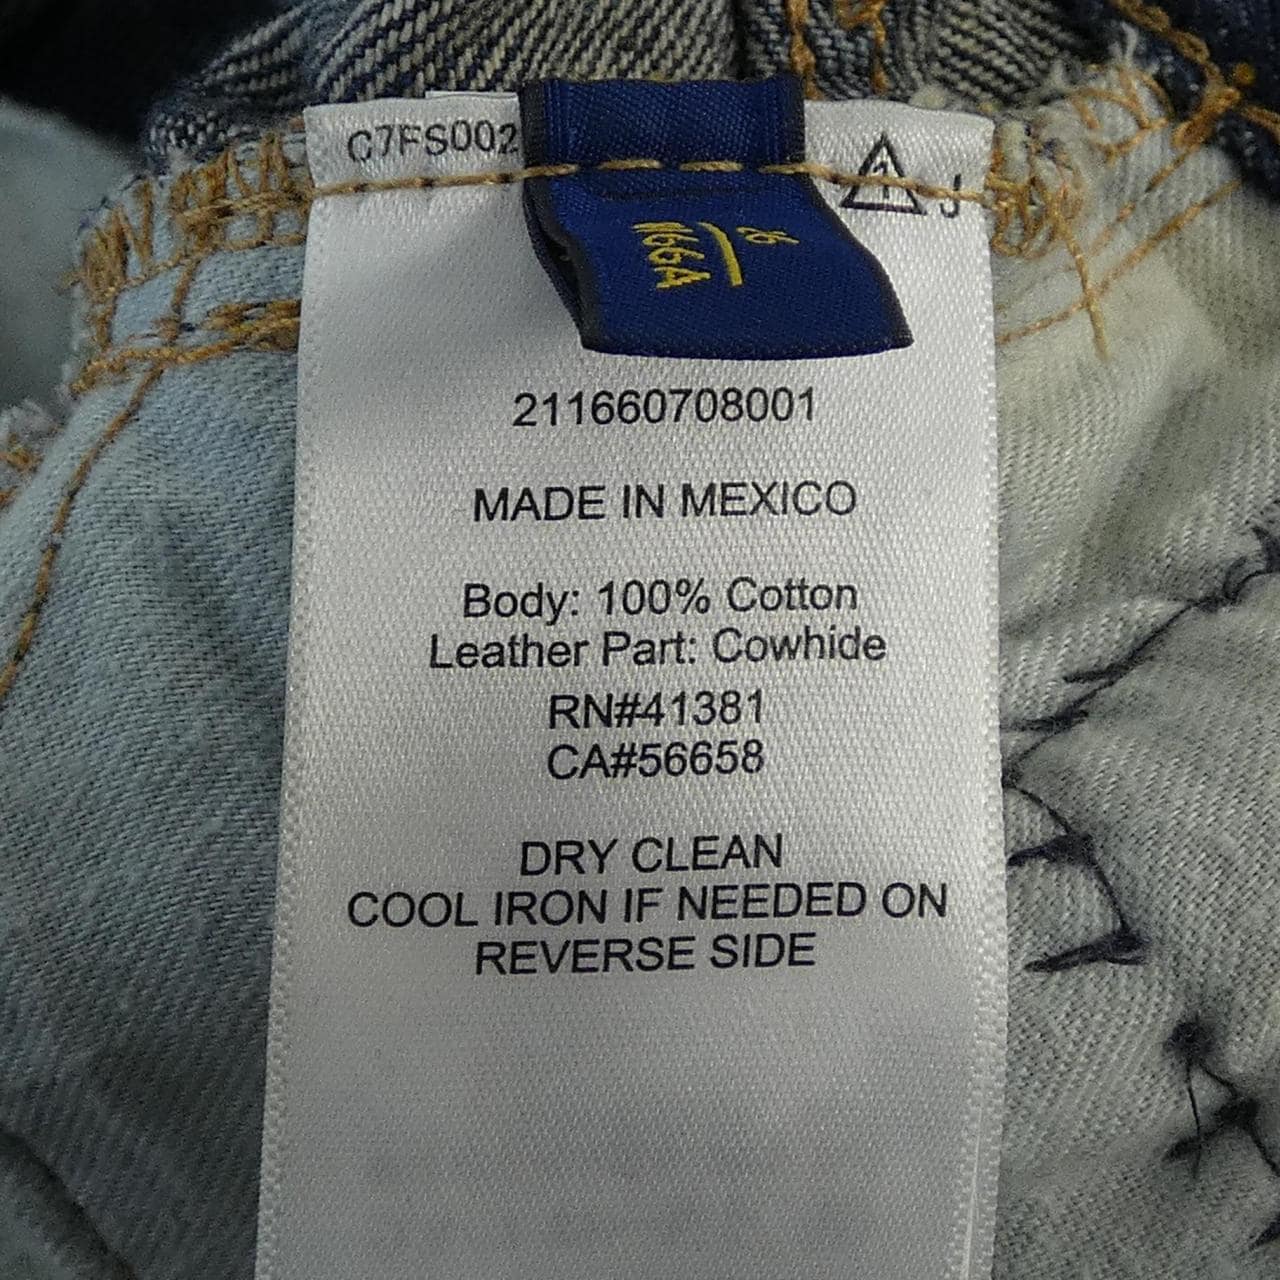 C7FS002
1
J
26
211660708001
MADE IN MEXICO
Body: 100% Cotton
Leather Part: Cowhide
RN#41381
CA#56658
DRY CLEAN
COOL IRON IF NEEDED ON
REVERSE SIDE